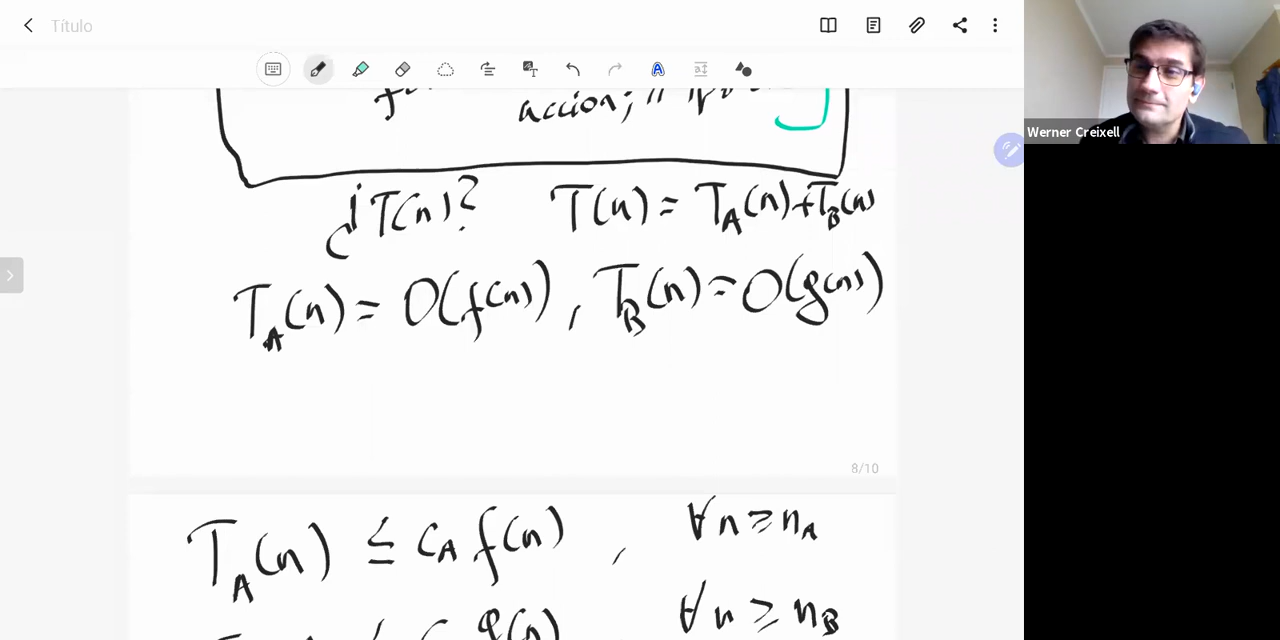 Título
acción; //
¿T(n)? T(n) = T_A(n)+T_B(n)
T_A(n) = O(f(n)), T_B(n) = O(g(n))
8/10
T_A(n) ≤ C_A f(n), ∀n ≥ n_A
g(n) ∀n ≥ n_B
Werner Creixell